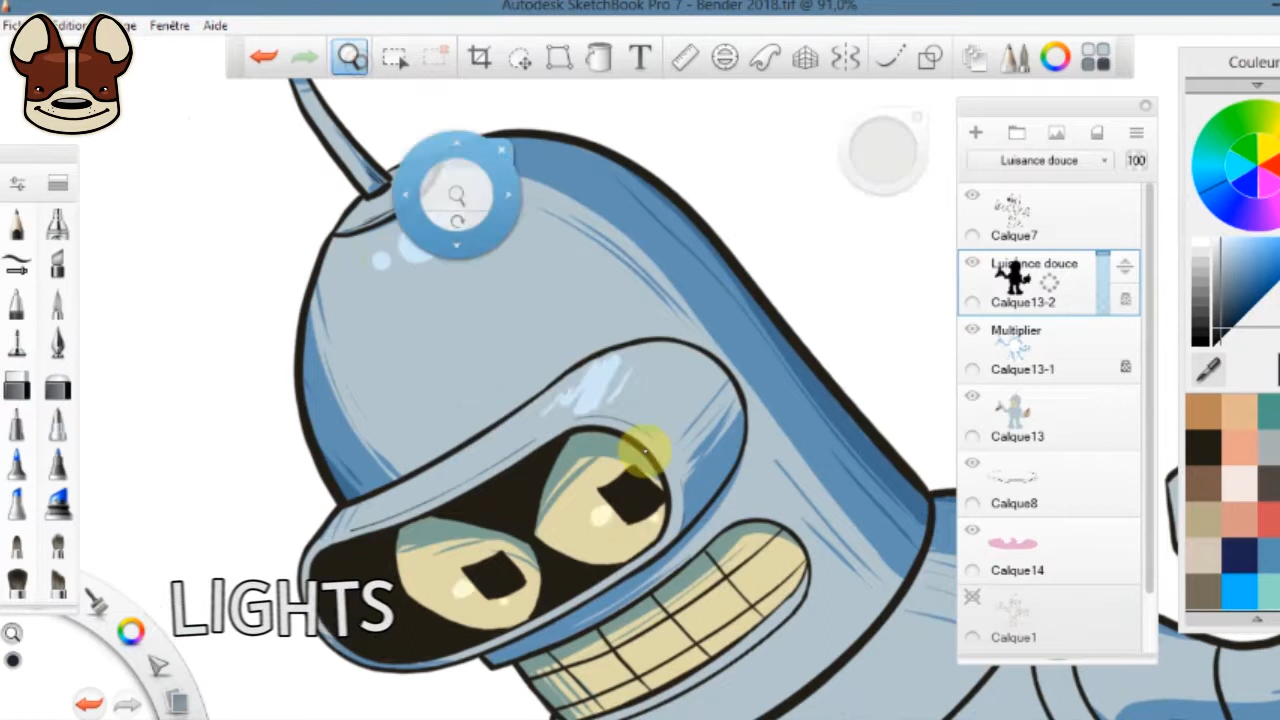 Autodesk SketchBook Pro 7 - Bender 2018.tif @ 91,0%
Fenêtre Aide
T
Couleur
Luisance douce 100
Calque7
Luisance douce
Calque13-2
Multiplier
Calque13-1
Calque13
Calque8
Calque14
Calque1
LIGHTS